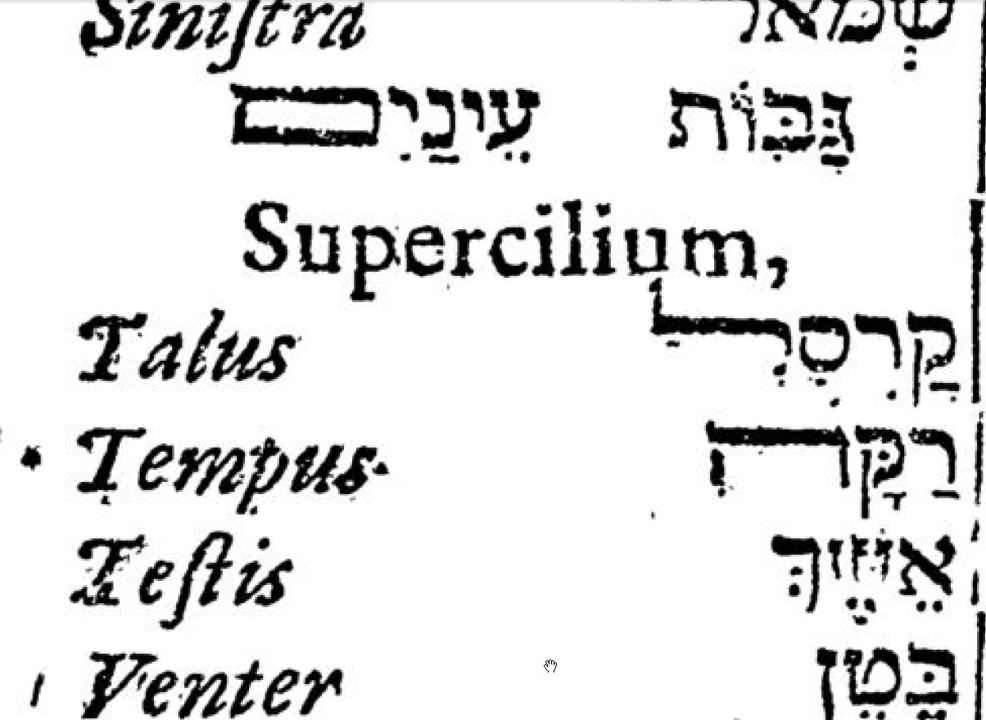 Siniſtra שְׂמֹאל
גַּבּוֹת עֵינַיִם
Supercilium,
Talus קַרְסֹל
Tempus רַקָּה
Teſtis אֶשֶׁךְ
Venter בֶּטֶן